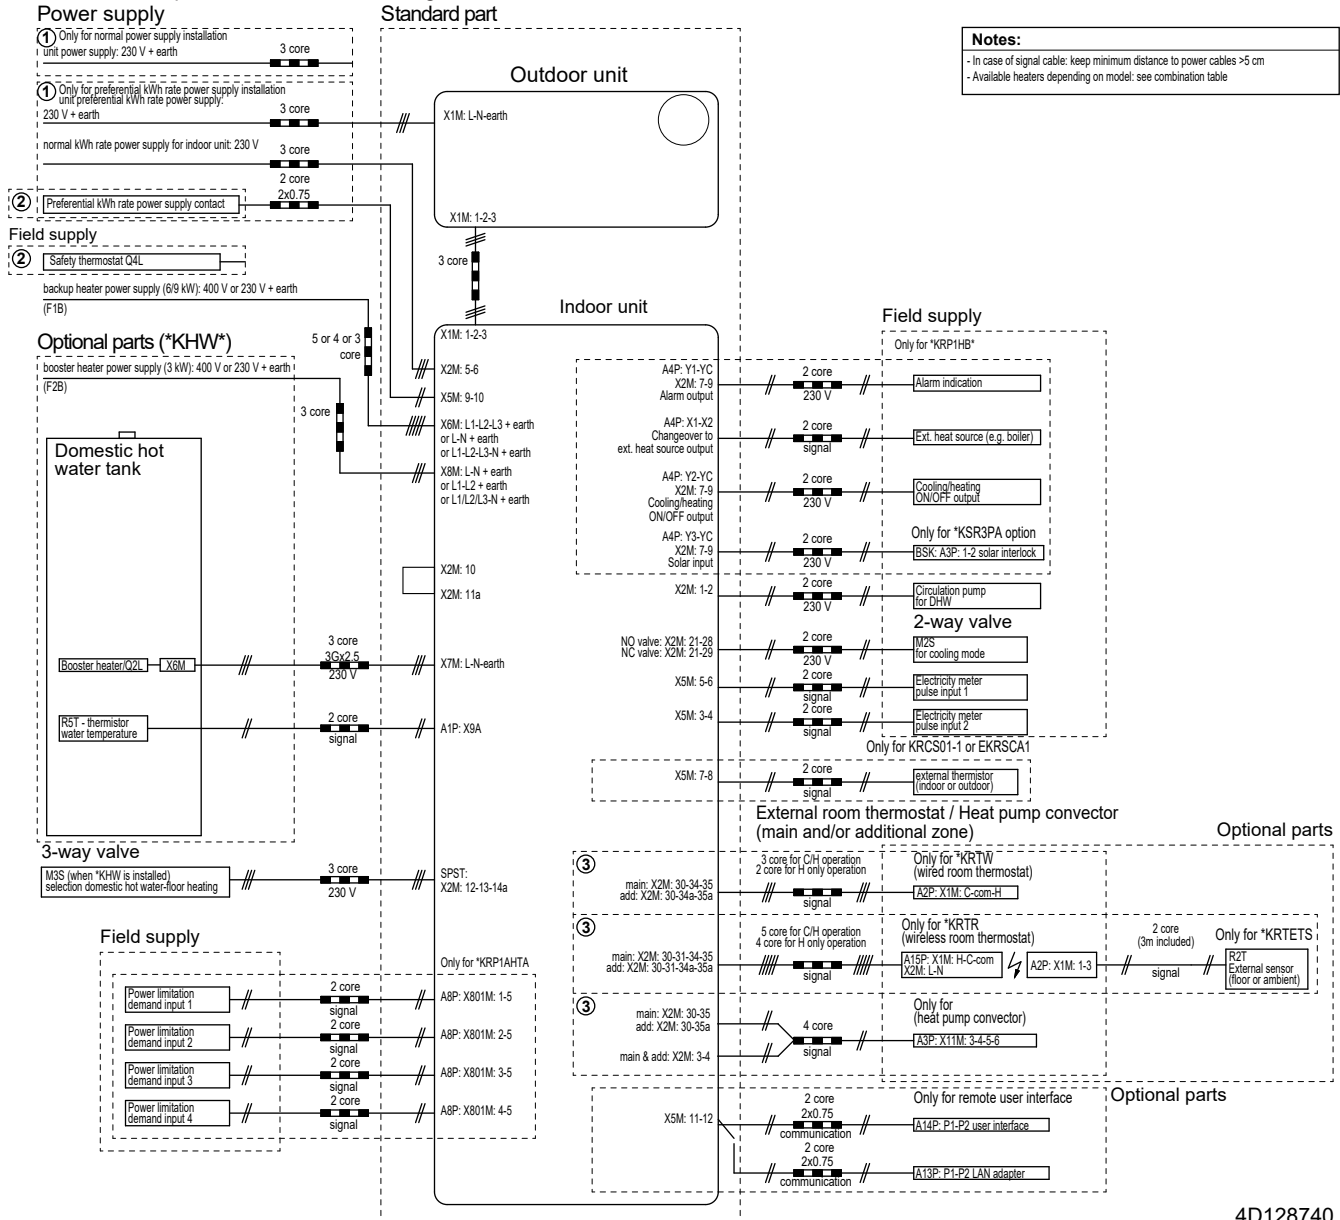 Power supply
① Only for normal power supply installation
unit power supply: 230 V + earth
3 core
① Only for preferential kWh rate power supply installation
unit preferential kWh rate power supply:
230 V + earth
3 core
normal kWh rate power supply for indoor unit: 230 V
3 core
2 core
2x0.75
② Preferential kWh rate power supply contact
Field supply
② Safety thermostat Q4L
backup heater power supply (6/9 kW): 400 V or 230 V + earth
(F1B)
5 or 4 or 3
core
Optional parts (*KHW*)
booster heater power supply (3 kW): 400 V or 230 V + earth
(F2B)
3 core
Domestic hot
water tank
Booster heater/Q2L
X6M
3 core
3Gx2.5
230 V
R5T - thermistor
water temperature
2 core
signal
3-way valve
M3S (when *KHW is installed)
selection domestic hot water-floor heating
3 core
230 V
Field supply
Power limitation
demand input 1
2 core
signal
Power limitation
demand input 2
2 core
signal
Power limitation
demand input 3
2 core
signal
Power limitation
demand input 4
2 core
signal
Standard part
Outdoor unit
X1M: L-N-earth
X1M: 1-2-3
3 core
Indoor unit
X1M: 1-2-3
X2M: 5-6
X5M: 9-10
X6M: L1-L2-L3 + earth
or L-N + earth
or L1-L2-L3-N + earth
X8M: L-N + earth
or L1-L2 + earth
or L1/L2/L3-N + earth
X2M: 10
X2M: 11a
X7M: L-N-earth
A1P: X9A
SPST:
X2M: 12-13-14a
Only for *KRP1AHTA
A8P: X801M: 1-5
A8P: X801M: 2-5
A8P: X801M: 3-5
A8P: X801M: 4-5
Notes:
- In case of signal cable: keep minimum distance to power cables >5 cm
- Available heaters depending on model: see combination table
Field supply
Only for *KRP1HB*
A4P: Y1-YC
X2M: 7-9
Alarm output
2 core
230 V
Alarm indication
A4P: X1-X2
Changeover to
ext. heat source output
2 core
signal
Ext. heat source (e.g. boiler)
A4P: Y2-YC
X2M: 7-9
Cooling/heating
ON/OFF output
2 core
230 V
Cooling/heating
ON/OFF output
A4P: Y3-YC
X2M: 7-9
Solar input
2 core
230 V
Only for *KSR3PA option
BSK: A3P: 1-2 solar interlock
X2M: 1-2
2 core
230 V
Circulation pump
for DHW
2-way valve
NO valve: X2M: 21-28
NC valve: X2M: 21-29
2 core
230 V
M2S
for cooling mode
X5M: 5-6
2 core
signal
Electricity meter
pulse input 1
X5M: 3-4
2 core
signal
Electricity meter
pulse input 2
Only for KRCS01-1 or EKRSCA1
X5M: 7-8
2 core
signal
external thermistor
(indoor or outdoor)
External room thermostat / Heat pump convector
(main and/or additional zone)
Optional parts
③
main: X2M: 30-34-35
add: X2M: 30-34a-35a
3 core for C/H operation
2 core for H only operation
signal
Only for *KRTW
(wired room thermostat)
A2P: X1M: C-com-H
③
main: X2M: 30-31-34-35
add: X2M: 30-31-34a-35a
5 core for C/H operation
4 core for H only operation
signal
Only for *KRTR
(wireless room thermostat)
A15P: X1M: H-C-com
X2M: L-N
A2P: X1M: 1-3
2 core
(3m included)
signal
Only for *KRTETS
R2T
External sensor
(floor or ambient)
③
main: X2M: 30-35
add: X2M: 30-35a
main & add: X2M: 3-4
4 core
signal
Only for
(heat pump convector)
A3P: X11M: 3-4-5-6
Optional parts
X5M: 11-12
2 core
2x0.75
communication
Only for remote user interface
A14P: P1-P2 user interface
2 core
2x0.75
communication
A13P: P1-P2 LAN adapter
4D128740